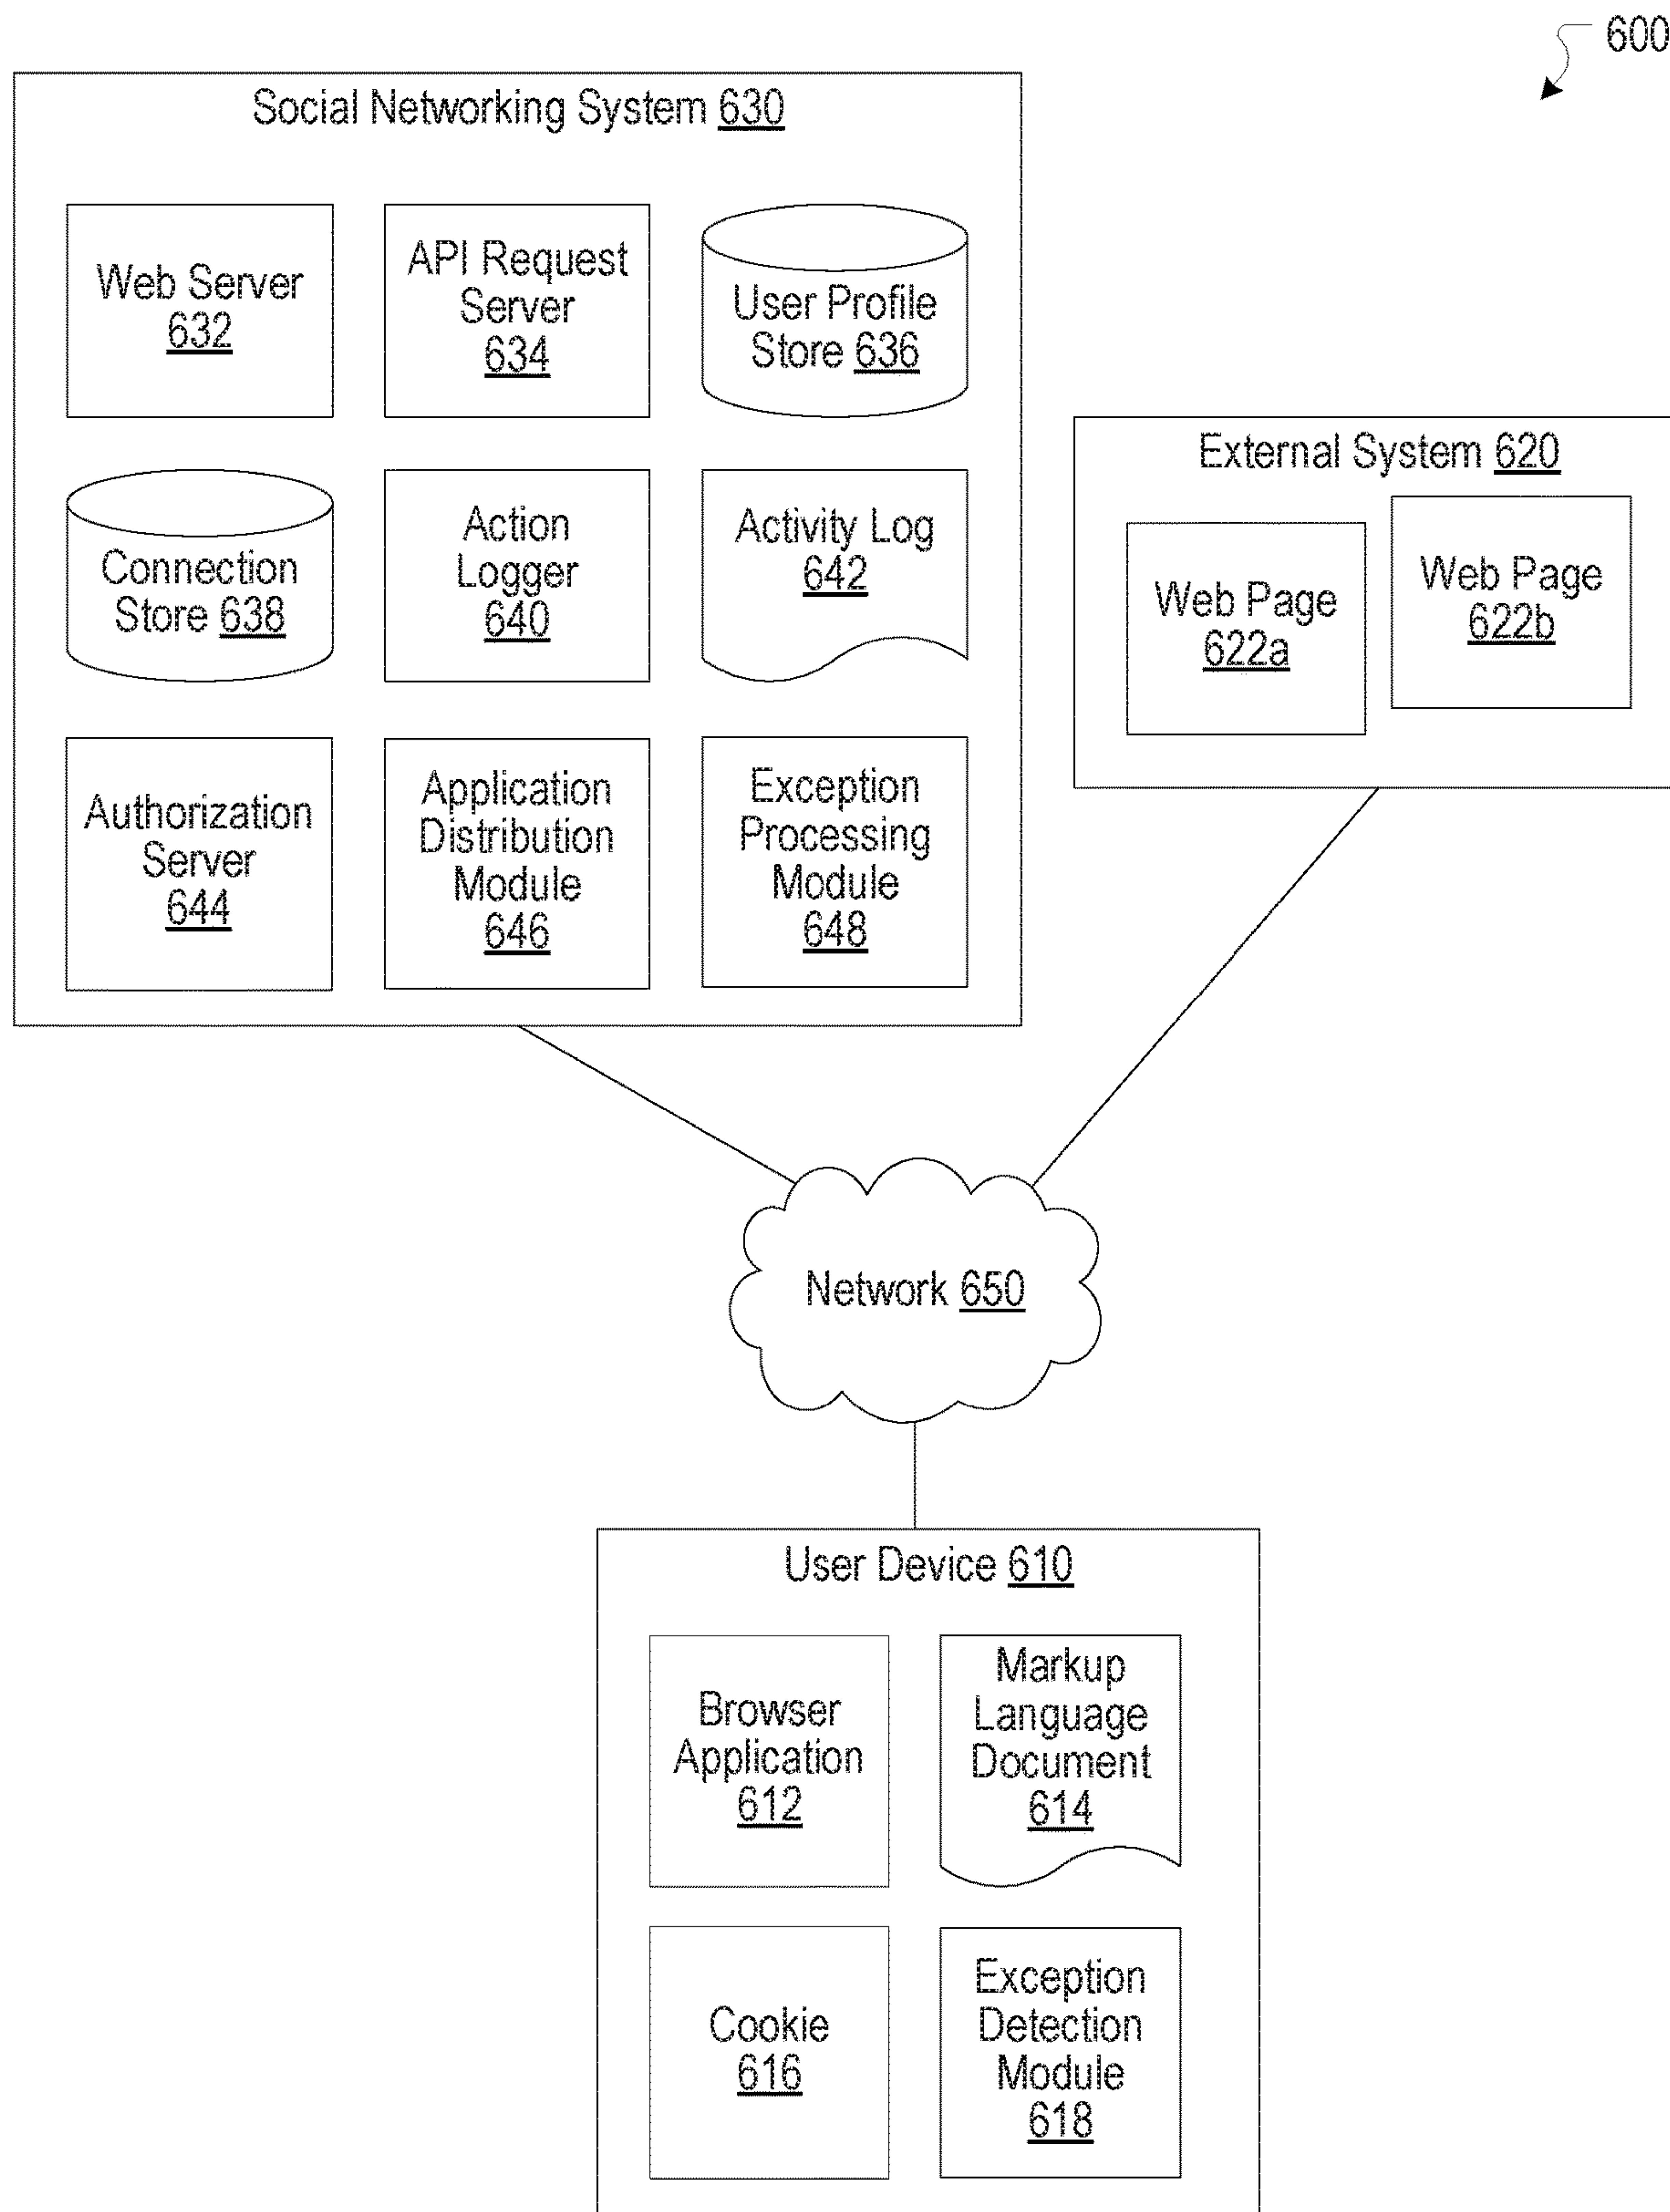 600
Social Networking System 630
Web Server
632
API Request
Server
634
User Profile
Store 636
Connection
Store 638
Action
Logger
640
Activity Log
642
Authorization
Server
644
Application
Distribution
Module
646
Exception
Processing
Module
648
External System 620
Web Page
622a
Web Page
622b
Network 650
User Device 610
Browser
Application
612
Markup
Language
Document
614
Cookie
616
Exception
Detection
Module
618